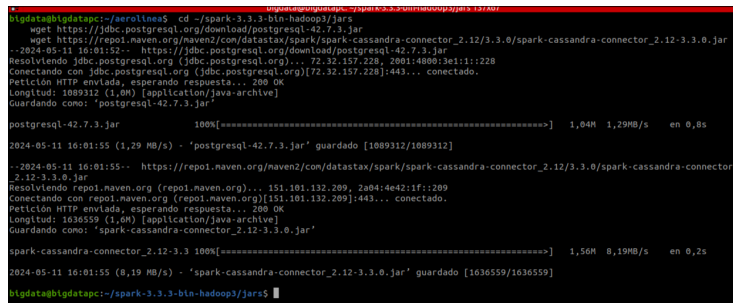 bigdata@bigdatapc: ~/spark-3.3.3-bin-hadoop3/jars 157x67
bigdata@bigdatapc:~/aerolinea$  cd ~/spark-3.3.3-bin-hadoop3/jars
    wget https://jdbc.postgresql.org/download/postgresql-42.7.3.jar
    wget https://repo1.maven.org/maven2/com/datastax/spark/spark-cassandra-connector_2.12/3.3.0/spark-cassandra-connector_2.12-3.3.0.jar
--2024-05-11 16:01:52--  https://jdbc.postgresql.org/download/postgresql-42.7.3.jar
Resolviendo jdbc.postgresql.org (jdbc.postgresql.org)... 72.32.157.228, 2001:4800:3e1:1::228
Conectando con jdbc.postgresql.org (jdbc.postgresql.org)[72.32.157.228]:443... conectado.
Petición HTTP enviada, esperando respuesta... 200 OK
Longitud: 1089312 (1,0M) [application/java-archive]
Guardando como: ‘postgresql-42.7.3.jar’
postgresql-42.7.3.jar 100%[=============================================================>] 1,04M 1,29MB/s en 0,8s
2024-05-11 16:01:55 (1,29 MB/s) - ‘postgresql-42.7.3.jar’ guardado [1089312/1089312]
--2024-05-11 16:01:55--  https://repo1.maven.org/maven2/com/datastax/spark/spark-cassandra-connector_2.12/3.3.0/spark-cassandra-connector
_2.12-3.3.0.jar
Resolviendo repo1.maven.org (repo1.maven.org)... 151.101.132.209, 2a04:4e42:1f::209
Conectando con repo1.maven.org (repo1.maven.org)[151.101.132.209]:443... conectado.
Petición HTTP enviada, esperando respuesta... 200 OK
Longitud: 1636559 (1,6M) [application/java-archive]
Guardando como: ‘spark-cassandra-connector_2.12-3.3.0.jar’
spark-cassandra-connector_2.12-3.3 100%[=============================================================>] 1,56M 8,19MB/s en 0,2s
2024-05-11 16:01:55 (8,19 MB/s) - ‘spark-cassandra-connector_2.12-3.3.0.jar’ guardado [1636559/1636559]
bigdata@bigdatapc:~/spark-3.3.3-bin-hadoop3/jars$